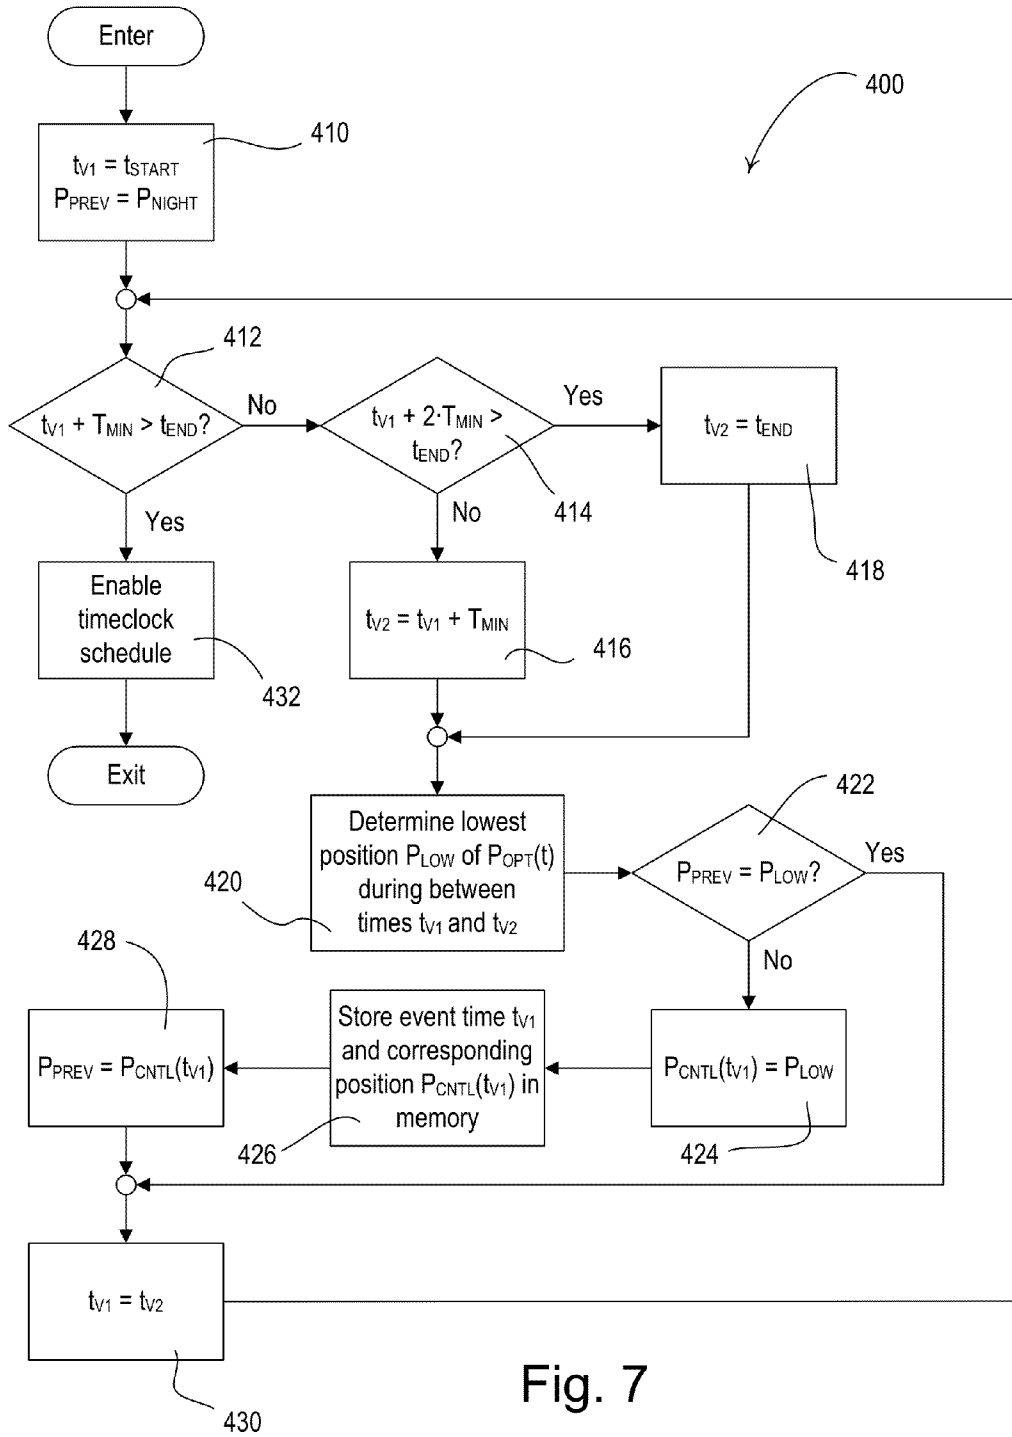 Enter
400
410
tV1 = tSTART
PPREV = PNIGHT
412
tV1 + TMIN > tEND?
No
tV1 + 2·TMIN >
tEND?
Yes
tV2 = tEND
414
Yes
No
418
Enable
timeclock
schedule
432
tV2 = tV1 + TMIN
416
Exit
Determine lowest
position PLOW of POPT(t)
during between
times tV1 and tV2
420
422
PPREV = PLOW?
Yes
No
428
PPREV = PCNTL(tV1)
Store event time tV1
and corresponding
position PCNTL(tV1) in
memory
426
PCNTL(tV1) = PLOW
424
tV1 = tV2
430
Fig. 7